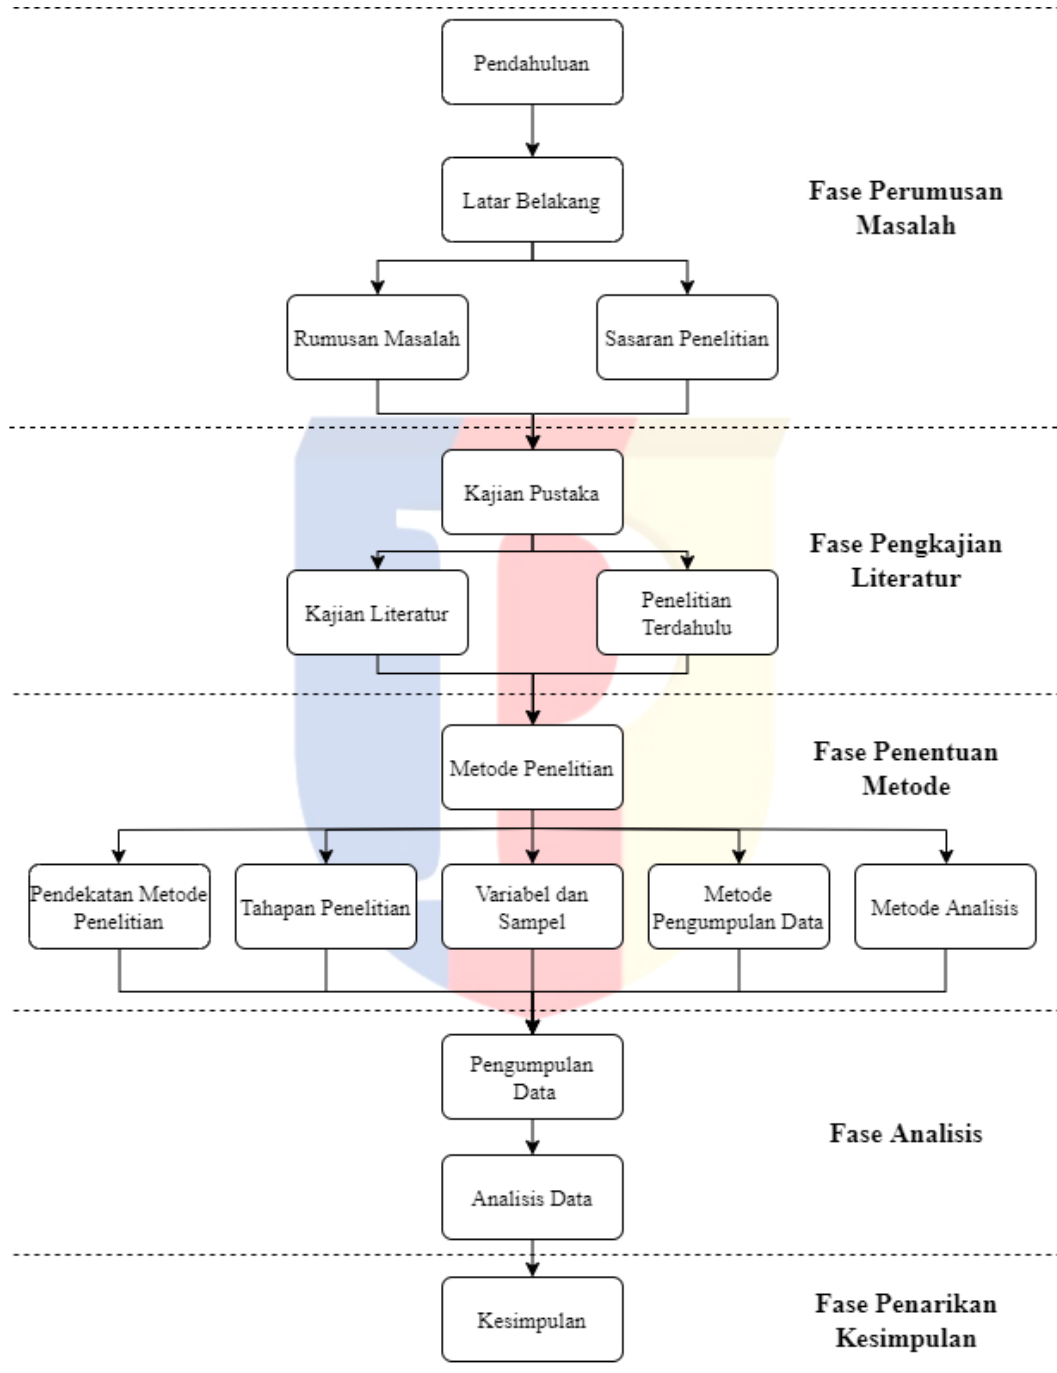 Pendahuluan
Latar Belakang
Fase Perumusan
Masalah
Rumusan Masalah
Sasaran Penelitian
Kajian Pustaka
Fase Pengkajian
Literatur
Kajian Literatur
Penelitian
Terdahulu
Metode Penelitian
Fase Penentuan
Metode
Pendekatan Metode
Penelitian
Tahapan Penelitian
Variabel dan
Sampel
Metode
Pengumpulan Data
Metode Analisis
Pengumpulan
Data
Fase Analisis
Analisis Data
Kesimpulan
Fase Penarikan
Kesimpulan